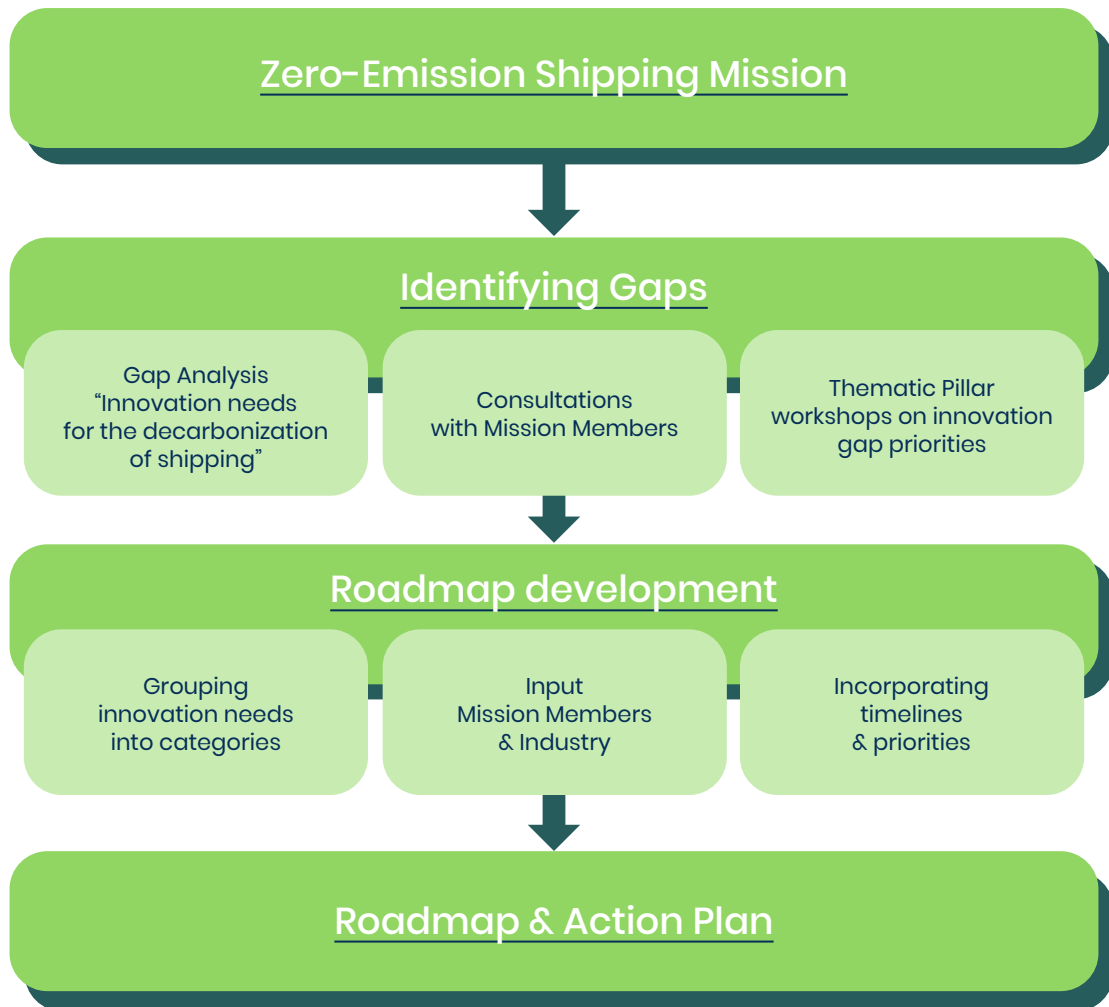 Zero-Emission Shipping Mission
Identifying Gaps
Gap Analysis
“Innovation needs
for the decarbonization
of shipping”
Consultations
with Mission Members
Thematic Pillar
workshops on innovation
gap priorities
Roadmap development
Grouping
innovation needs
into categories
Input
Mission Members
& Industry
Incorporating
timelines
& priorities
Roadmap & Action Plan